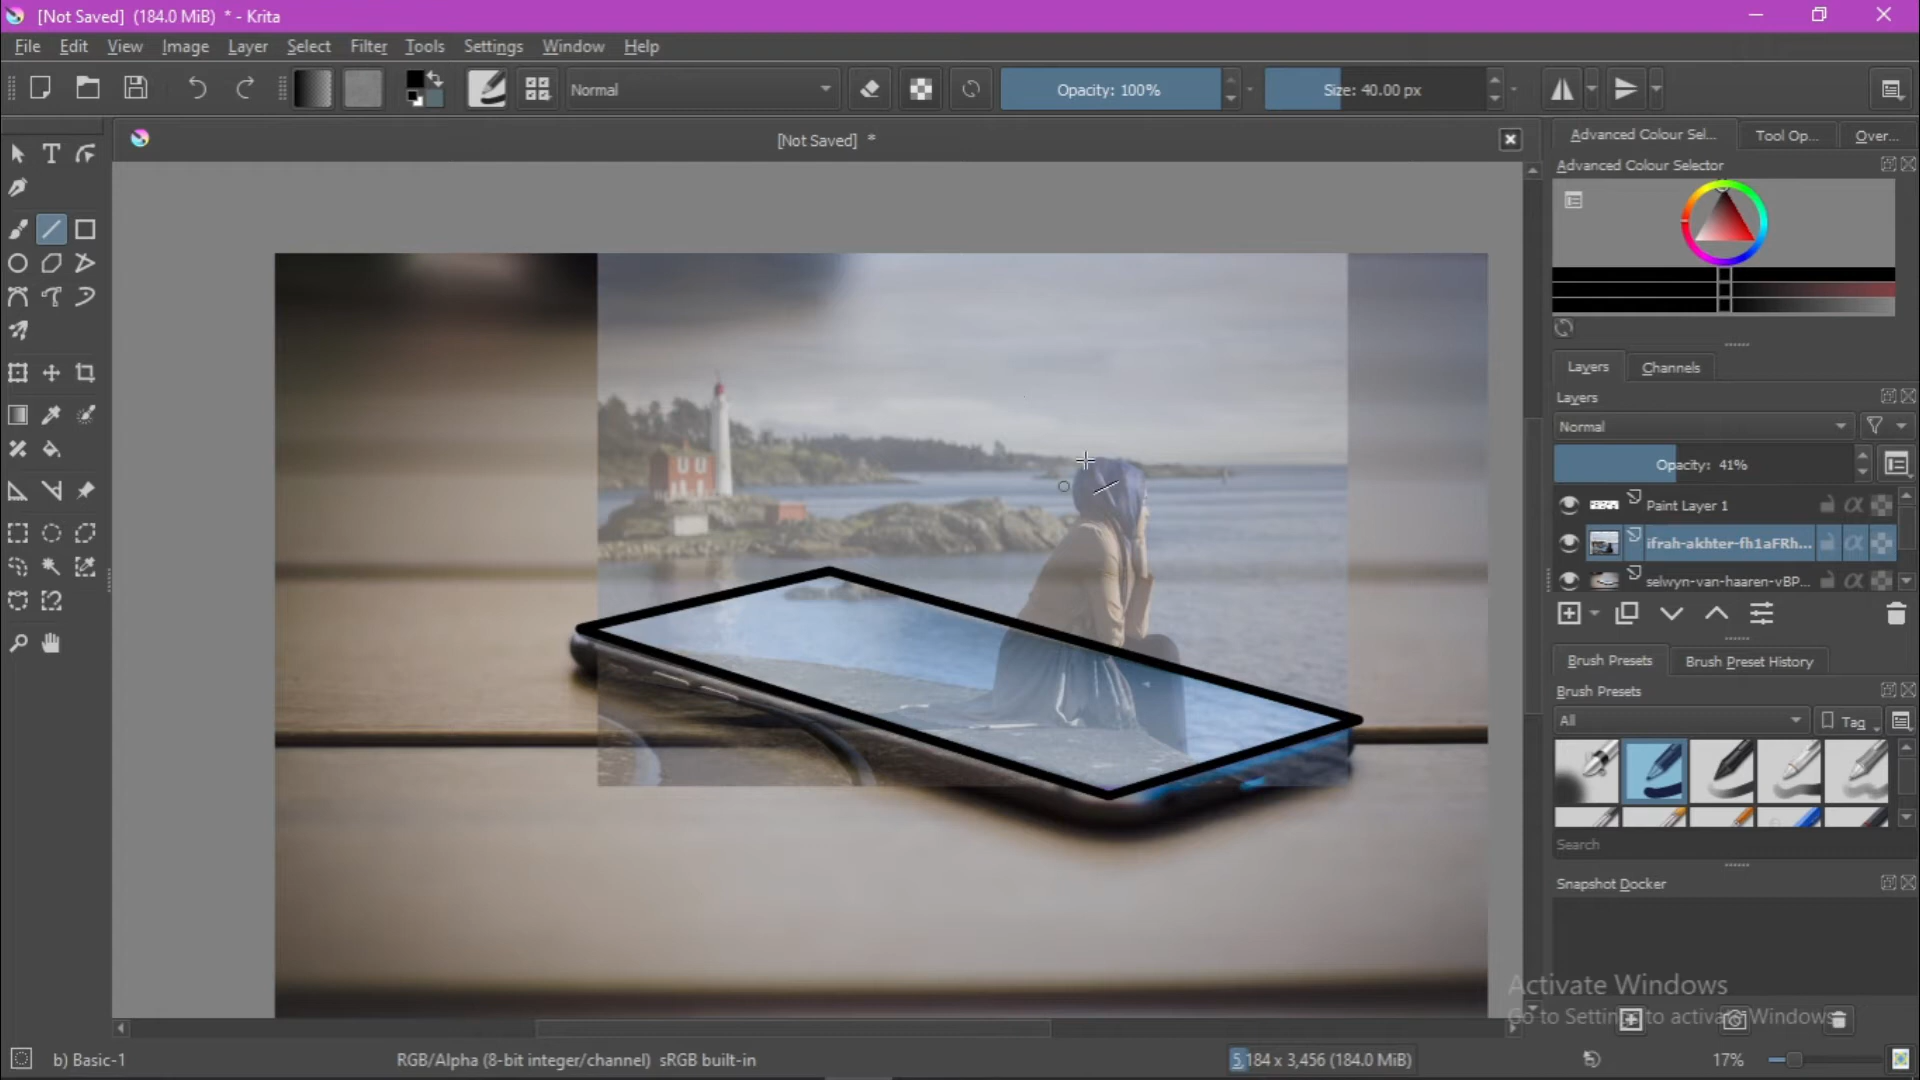 [Not Saved] (184.0 MiB) * - Krita
File Edit View Image Layer Select Filter Tools Settings Window Help
Normal Opacity: 100% Size: 40.00 px
[Not Saved] *
Advanced Colour Sel... Tool Op... Over...
Advanced Colour Selector
Layers Channels
Layers
Normal
Opacity: 41%
Paint Layer 1
ifrah-akhter-fh1aFRh...
selwyn-van-haaren-vBP...
Brush Presets Brush Preset History
Brush Presets
All Tag
Search
Snapshot Docker
Activate Windows
Go to Settings to activate Windows
b) Basic-1 RGB/Alpha (8-bit integer/channel) sRGB built-in 5,184 x 3,456 (184.0 MiB) 17%